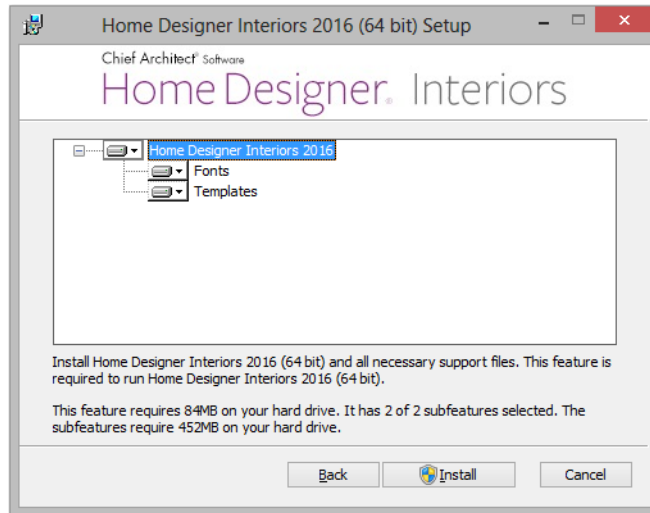 Home Designer Interiors 2016 (64 bit) Setup
Chief Architect® Software
Home Designer® Interiors
Home Designer Interiors 2016
Fonts
Templates
Install Home Designer Interiors 2016 (64 bit) and all necessary support files. This feature is
required to run Home Designer Interiors 2016 (64 bit).
This feature requires 84MB on your hard drive. It has 2 of 2 subfeatures selected. The
subfeatures require 452MB on your hard drive.
Back
Install
Cancel